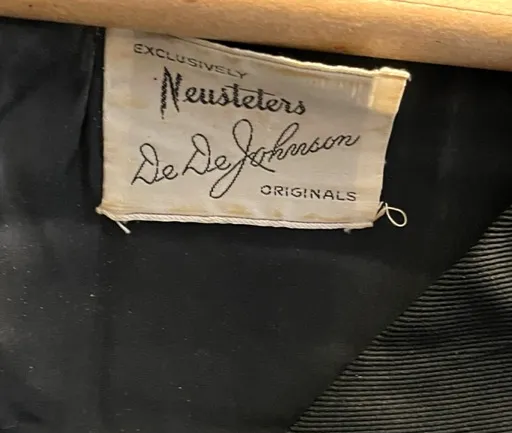 EXCLUSIVELY
Neusteters
De De Johnson
ORIGINALS